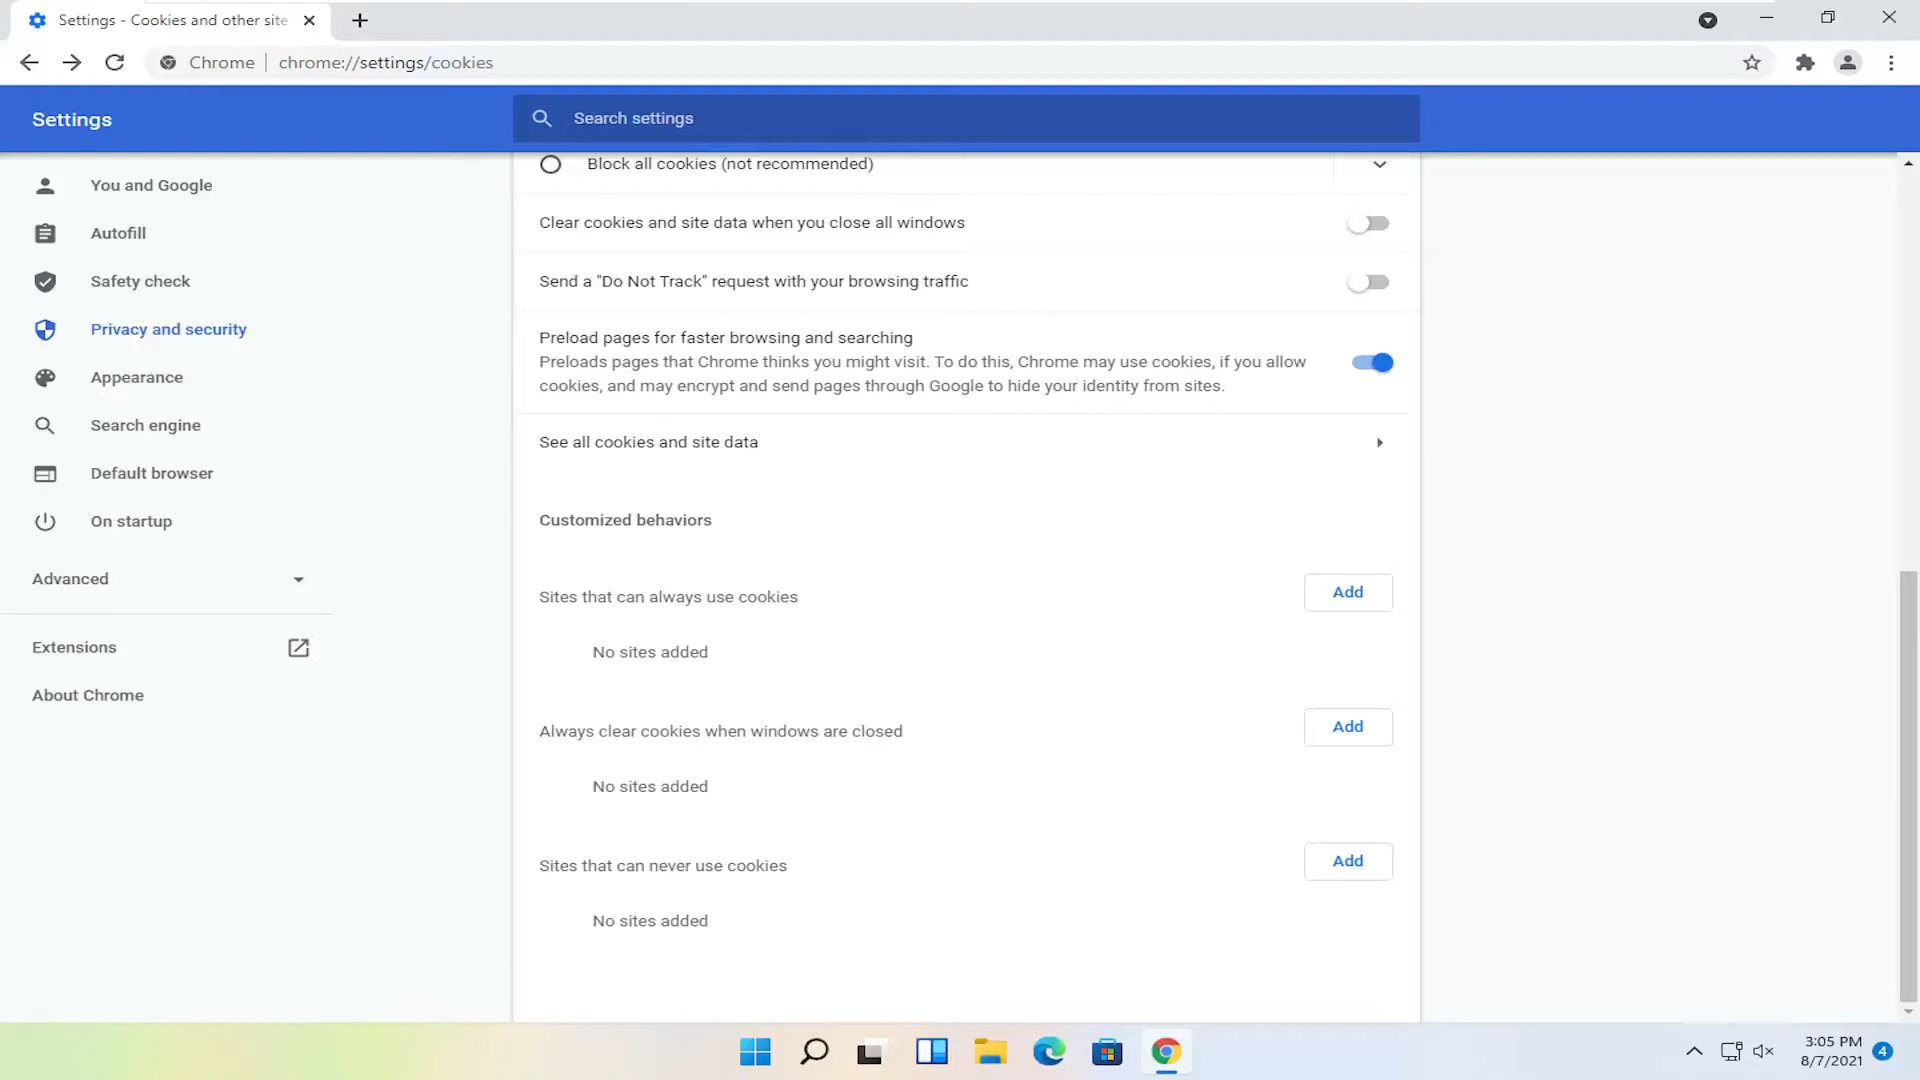 Settings - Cookies and other site
Chrome | chrome://settings/cookies
Settings
Search settings
You and Google
Autofill
Safety check
Privacy and security
Appearance
Search engine
Default browser
On startup
Advanced
Extensions
About Chrome
Block all cookies (not recommended)
Clear cookies and site data when you close all windows
Send a "Do Not Track" request with your browsing traffic
Preload pages for faster browsing and searching
Preloads pages that Chrome thinks you might visit. To do this, Chrome may use cookies, if you allow
cookies, and may encrypt and send pages through Google to hide your identity from sites.
See all cookies and site data
Customized behaviors
Sites that can always use cookies
Add
No sites added
Always clear cookies when windows are closed
Add
No sites added
Sites that can never use cookies
Add
No sites added
3:05 PM
8/7/2021
4